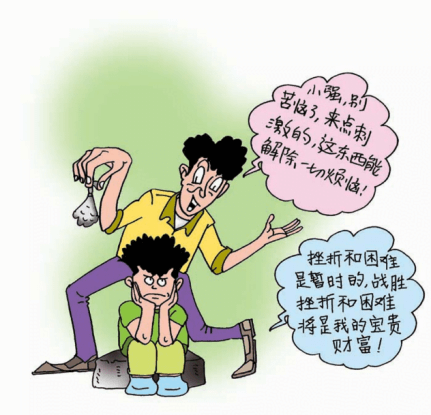 小强,别
苦恼了,来点刺
激的,这东西能
解除一切烦恼!
挫折和困难
是暂时的,战胜
挫折和困难
将是我的宝贵
财富!